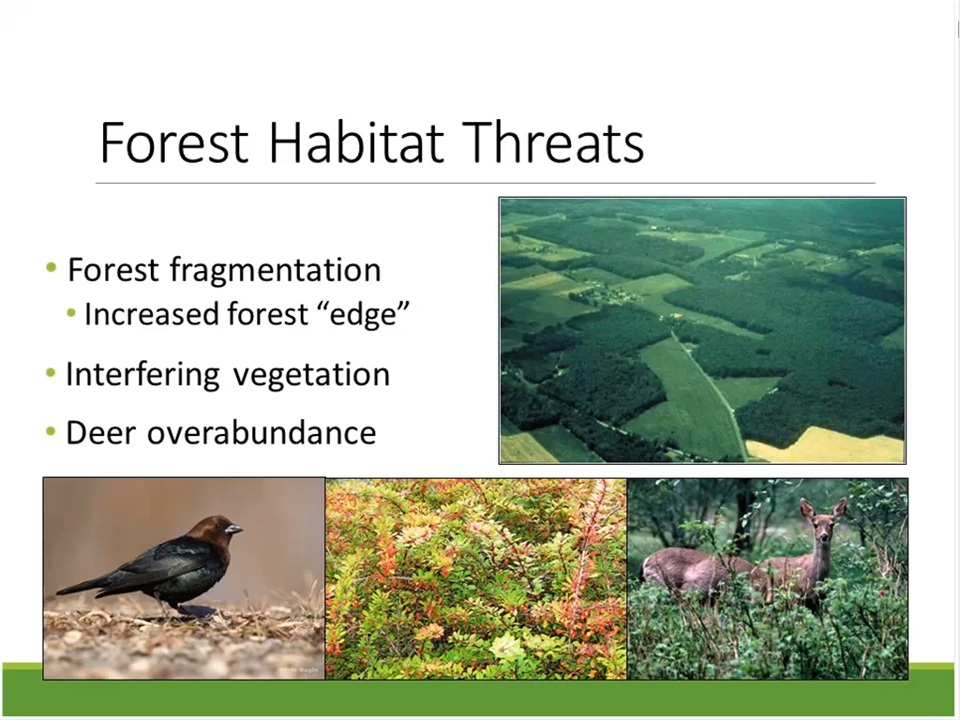 Forest Habitat Threats
• Forest fragmentation
• Increased forest “edge”
• Interfering vegetation
• Deer overabundance